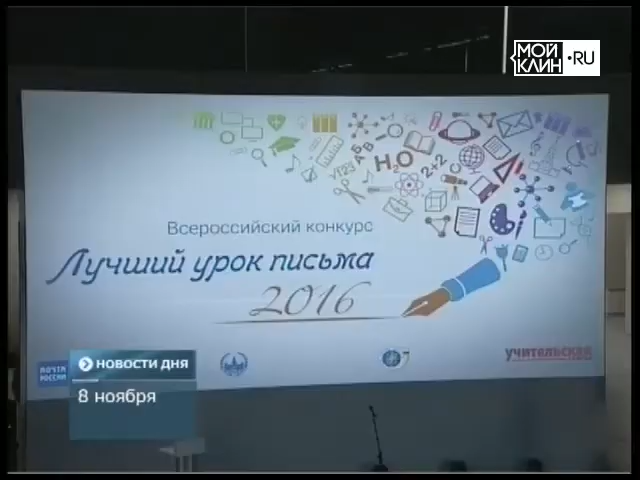 МОЙ
КЛИН .RU
H₂O
2+2
Всероссийский конкурс
Лучший урок письма
2016
ПОЧТА
РОССИИ
УЧИТЕЛЬСКАЯ
НОВОСТИ ДНЯ
8 ноября